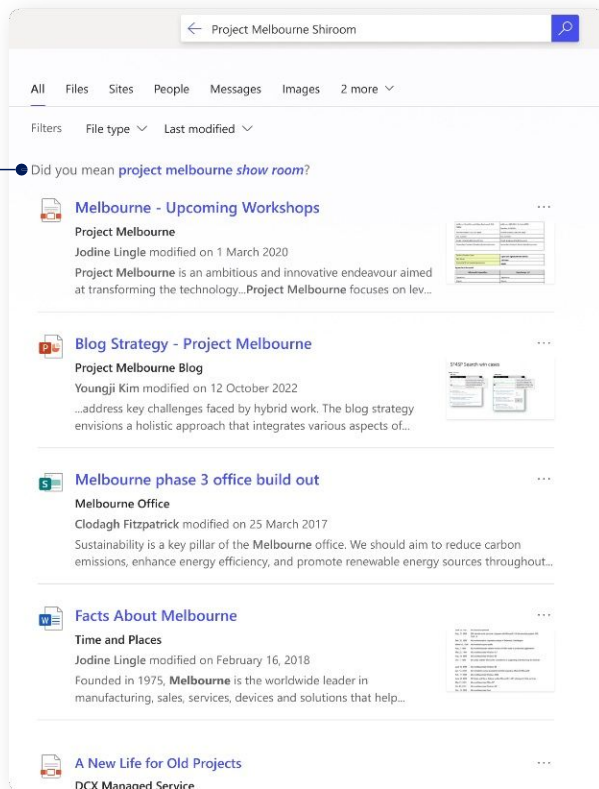 Project Melbourne Shiroom
All Files Sites People Messages Images 2 more
Filters File type Last modified
Did you mean project melbourne show room?
Melbourne - Upcoming Workshops
Project Melbourne
Jodine Lingle modified on 1 March 2020
Project Melbourne is an ambitious and innovative endeavour aimed
at transforming the technology...Project Melbourne focuses on lev...
Blog Strategy - Project Melbourne
Project Melbourne Blog
Youngji Kim modified on 12 October 2022
...address key challenges faced by hybrid work. The blog strategy
envisions a holistic approach that integrates various aspects of...
Melbourne phase 3 office build out
Melbourne Office
Clodagh Fitzpatrick modified on 25 March 2017
Sustainability is a key pillar of the Melbourne office. We should aim to reduce carbon
emissions, enhance energy efficiency, and promote renewable energy sources throughout...
Facts About Melbourne
Time and Places
Jodine Lingle modified on February 16, 2018
Founded in 1975, Melbourne is the worldwide leader in
manufacturing, sales, services, devices and solutions that help...
A New Life for Old Projects
DCX Managed Service